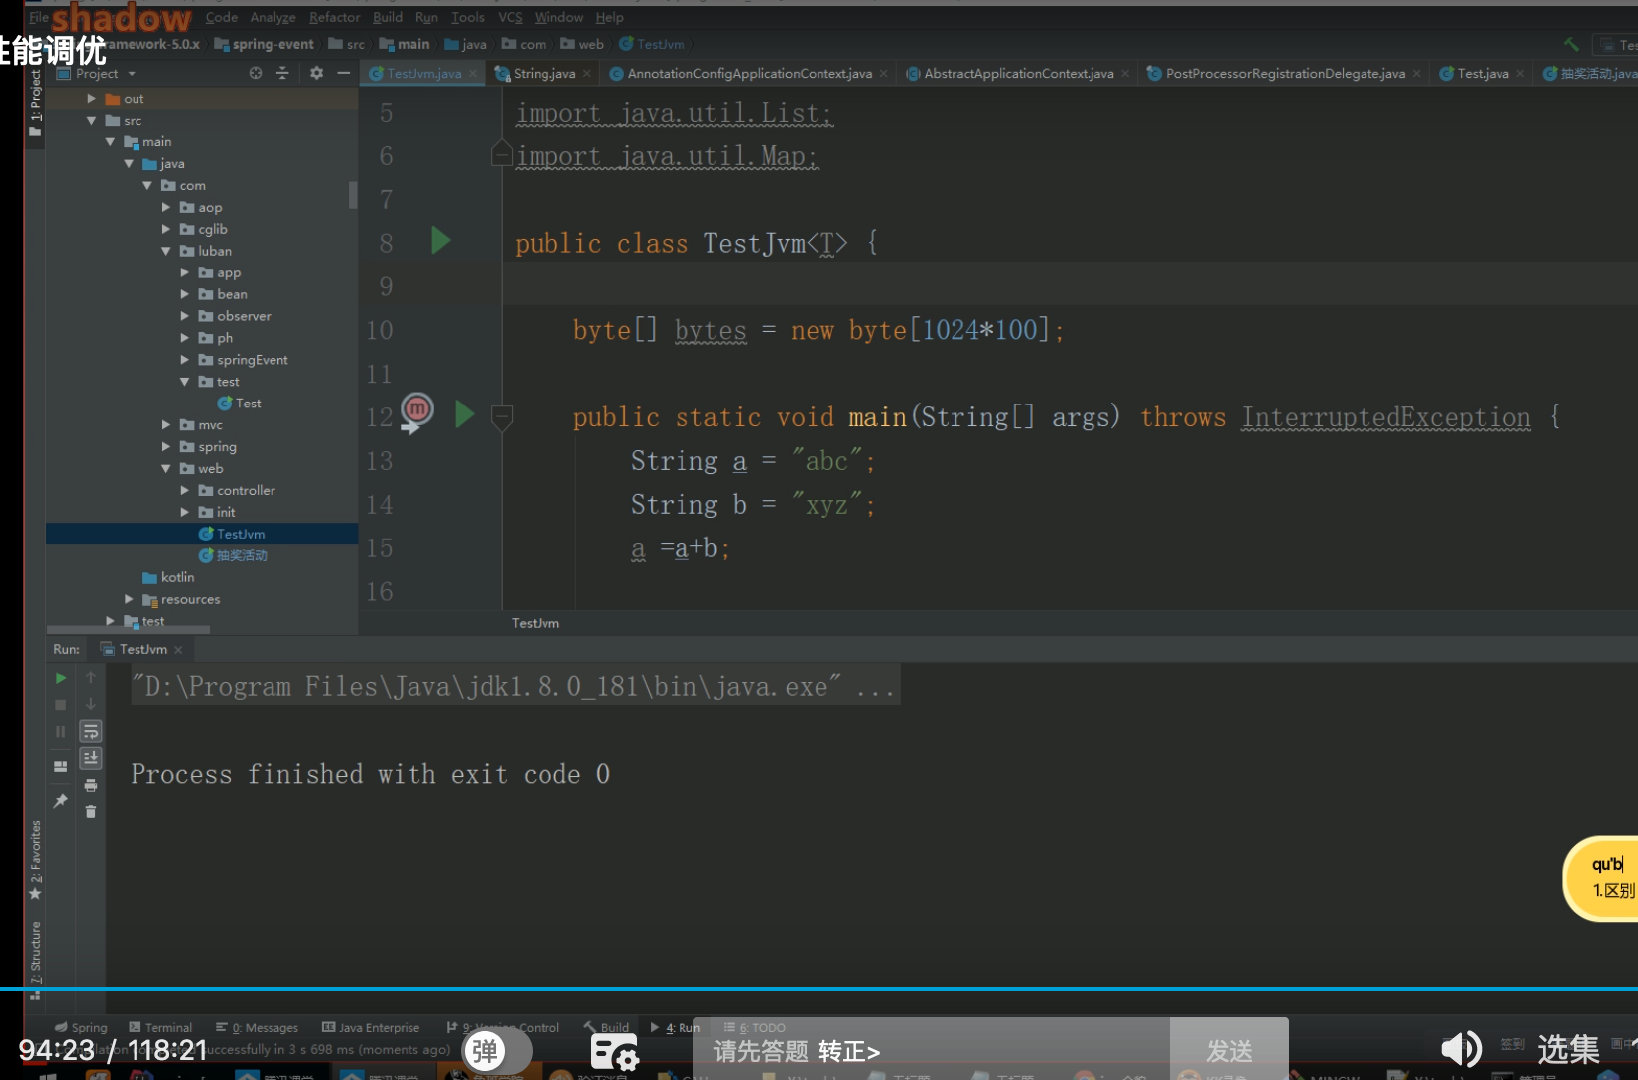 File
shadow
Code Analyze Refactor Build Run Tools VCS Window Help
性能调优
ramework-5.0.x spring-event src main java com web TestJvm
Project
TestJvm.java String.java AnnotationConfigApplicationContext.java AbstractApplicationContext.java PostProcessorRegistrationDelegate.java Test.java 抽奖活动.java
1: Project
out
src
main
java
com
aop
cglib
luban
app
bean
observer
ph
springEvent
test
Test
mvc
spring
web
controller
init
TestJvm
抽奖活动
kotlin
resources
test
5 import java.util.List;
6 import java.util.Map;
7
8 public class TestJvm<T> {
9
10 byte[] bytes = new byte[1024*100];
11
12 public static void main(String[] args) throws InterruptedException {
13 String a = "abc";
14 String b = "xyz";
15 a =a+b;
16
TestJvm
Run: TestJvm
"D:\Program Files\Java\jdk1.8.0_181\bin\java.exe" ...
Process finished with exit code 0
2: Favorites
7: Structure
qu'b
1.区别
Spring Terminal 0: Messages Java Enterprise 9: Version Control Build 4: Run 6: TODO
94:23 / 118:21
successfully in 3 s 698 ms (moments ago)
弹
请先答题 转正>
发送
签到
选集